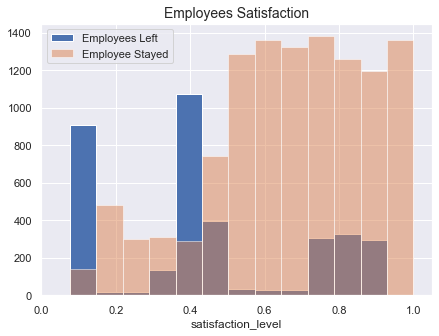 Employees Satisfaction
Employees Left
Employee Stayed
1400
1200
1000
800
600
400
200
0
0.0 0.2 0.4 0.6 0.8 1.0
satisfaction_level